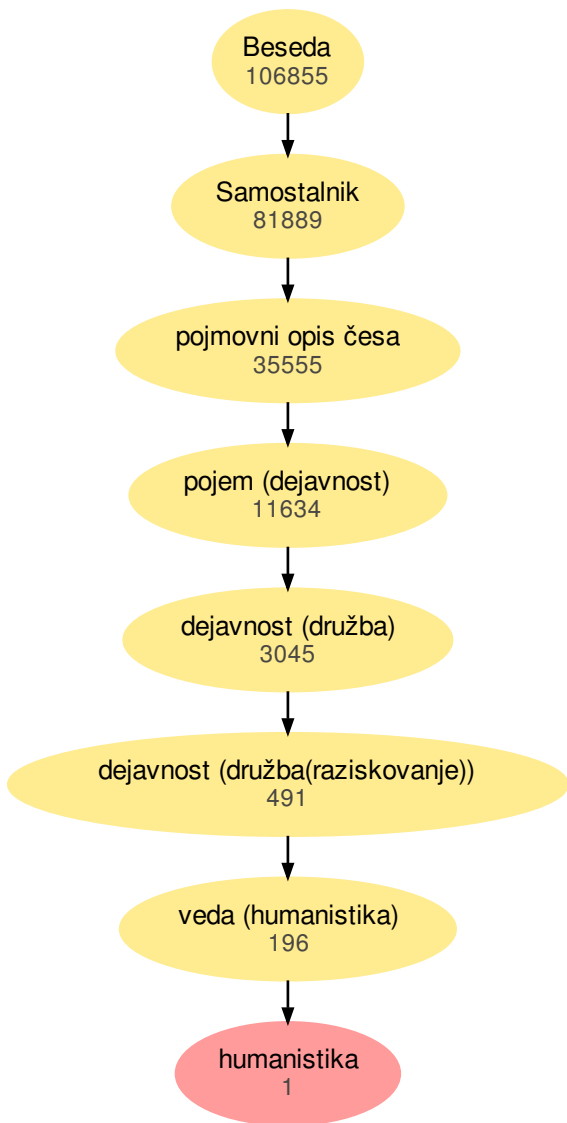 Beseda
106855
Samostalnik
81889
pojmovni opis česa
35555
pojem (dejavnost)
11634
dejavnost (družba)
3045
dejavnost (družba(raziskovanje))
491
veda (humanistika)
196
humanistika
1